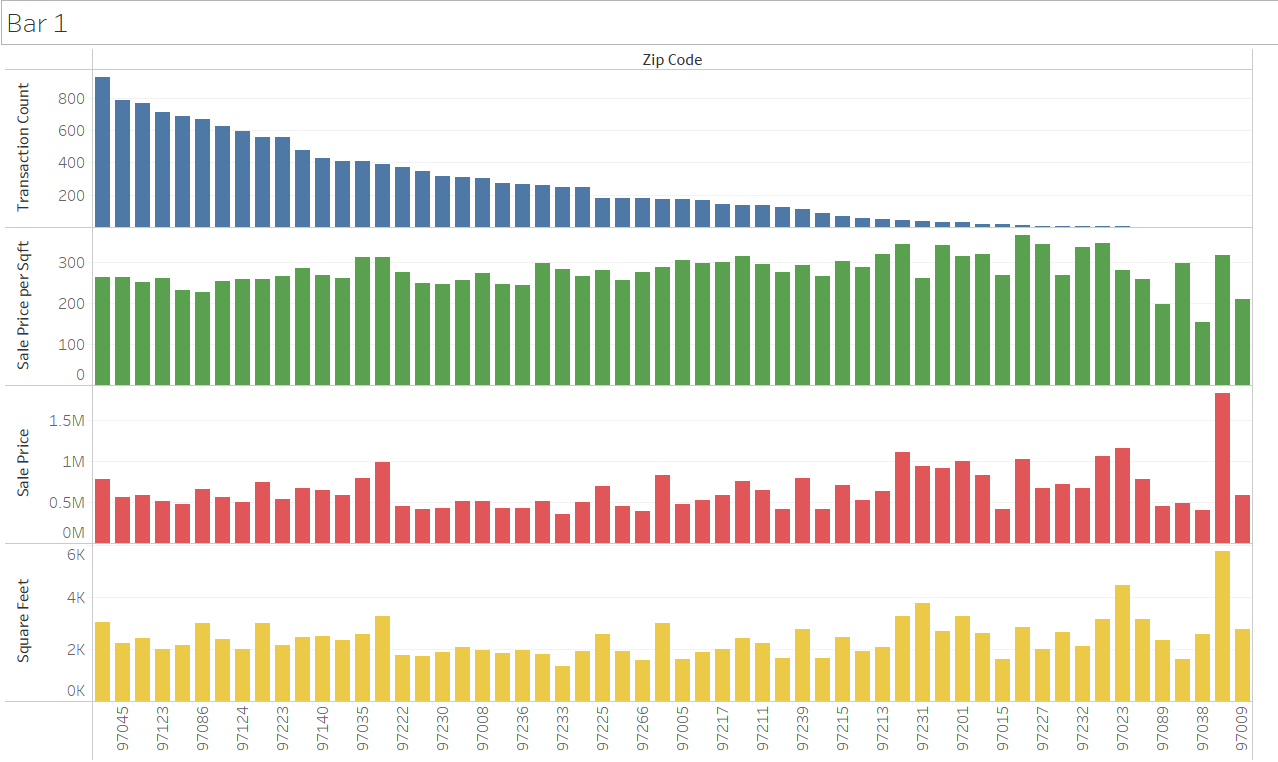 Bar 1
Zip Code
Transaction Count
800
600
400
200
Sale Price per Sqft
300
200
100
0
Sale Price
1.5M
1M
0.5M
0M
Square Feet
6K
4K
2K
0K
97045
97123
97086
97124
97223
97140
97035
97222
97230
97008
97236
97233
97225
97266
97005
97217
97211
97239
97215
97213
97231
97201
97015
97227
97232
97023
97089
97038
97009